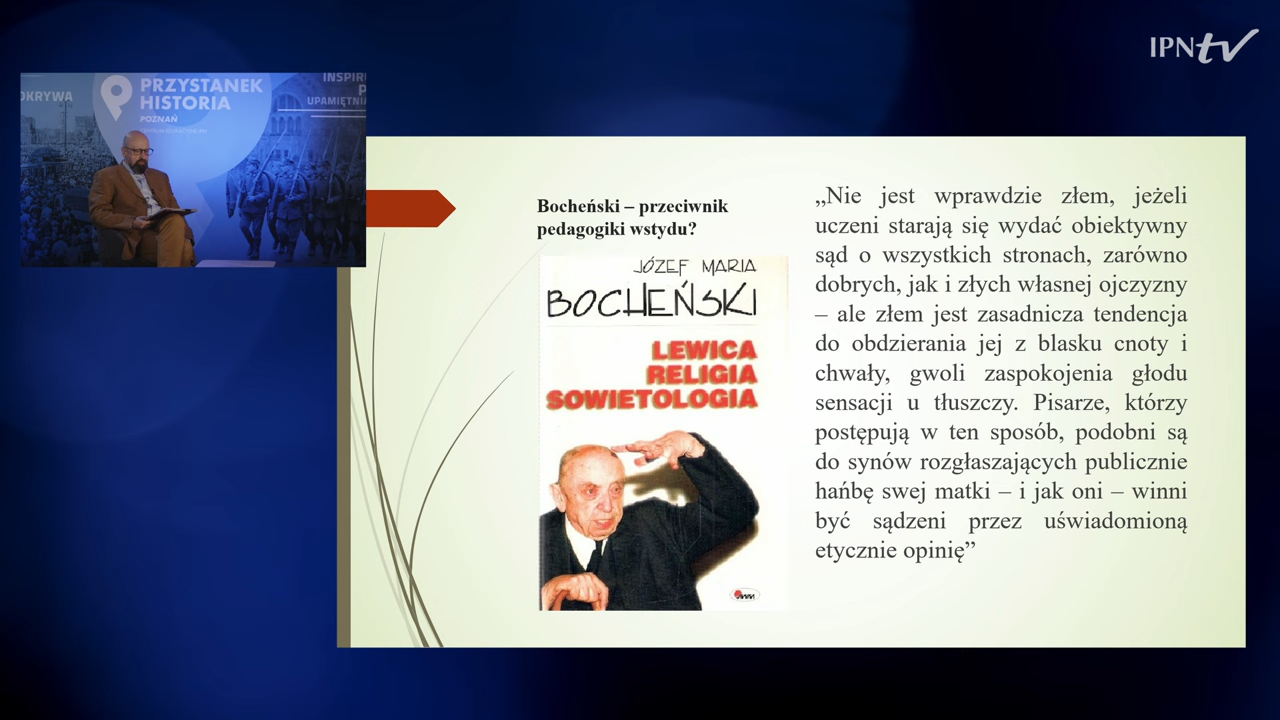 IPNtv
OKRYWA
PRZYSTANEK
HISTORIA
POZNAŃ
INSPIR
P
UPAMIĘTNIA
Bocheński – przeciwnik
pedagogiki wstydu?
JÓZEF MARIA
BOCHEŃSKI
LEWICA
RELIGIA
SOWIETOLOGIA
„Nie jest wprawdzie złem, jeżeli
uczeni starają się wydać obiektywny
sąd o wszystkich stronach, zarówno
dobrych, jak i złych własnej ojczyzny
– ale złem jest zasadnicza tendencja
do obdzierania jej z blasku cnoty i
chwały, gwoli zaspokojenia głodu
sensacji u tłuszczy. Pisarze, którzy
postępują w ten sposób, podobni są
do synów rozgłaszających publicznie
hańbę swej matki – i jak oni – winni
być sądzeni przez uświadomioną
etycznie opinię”